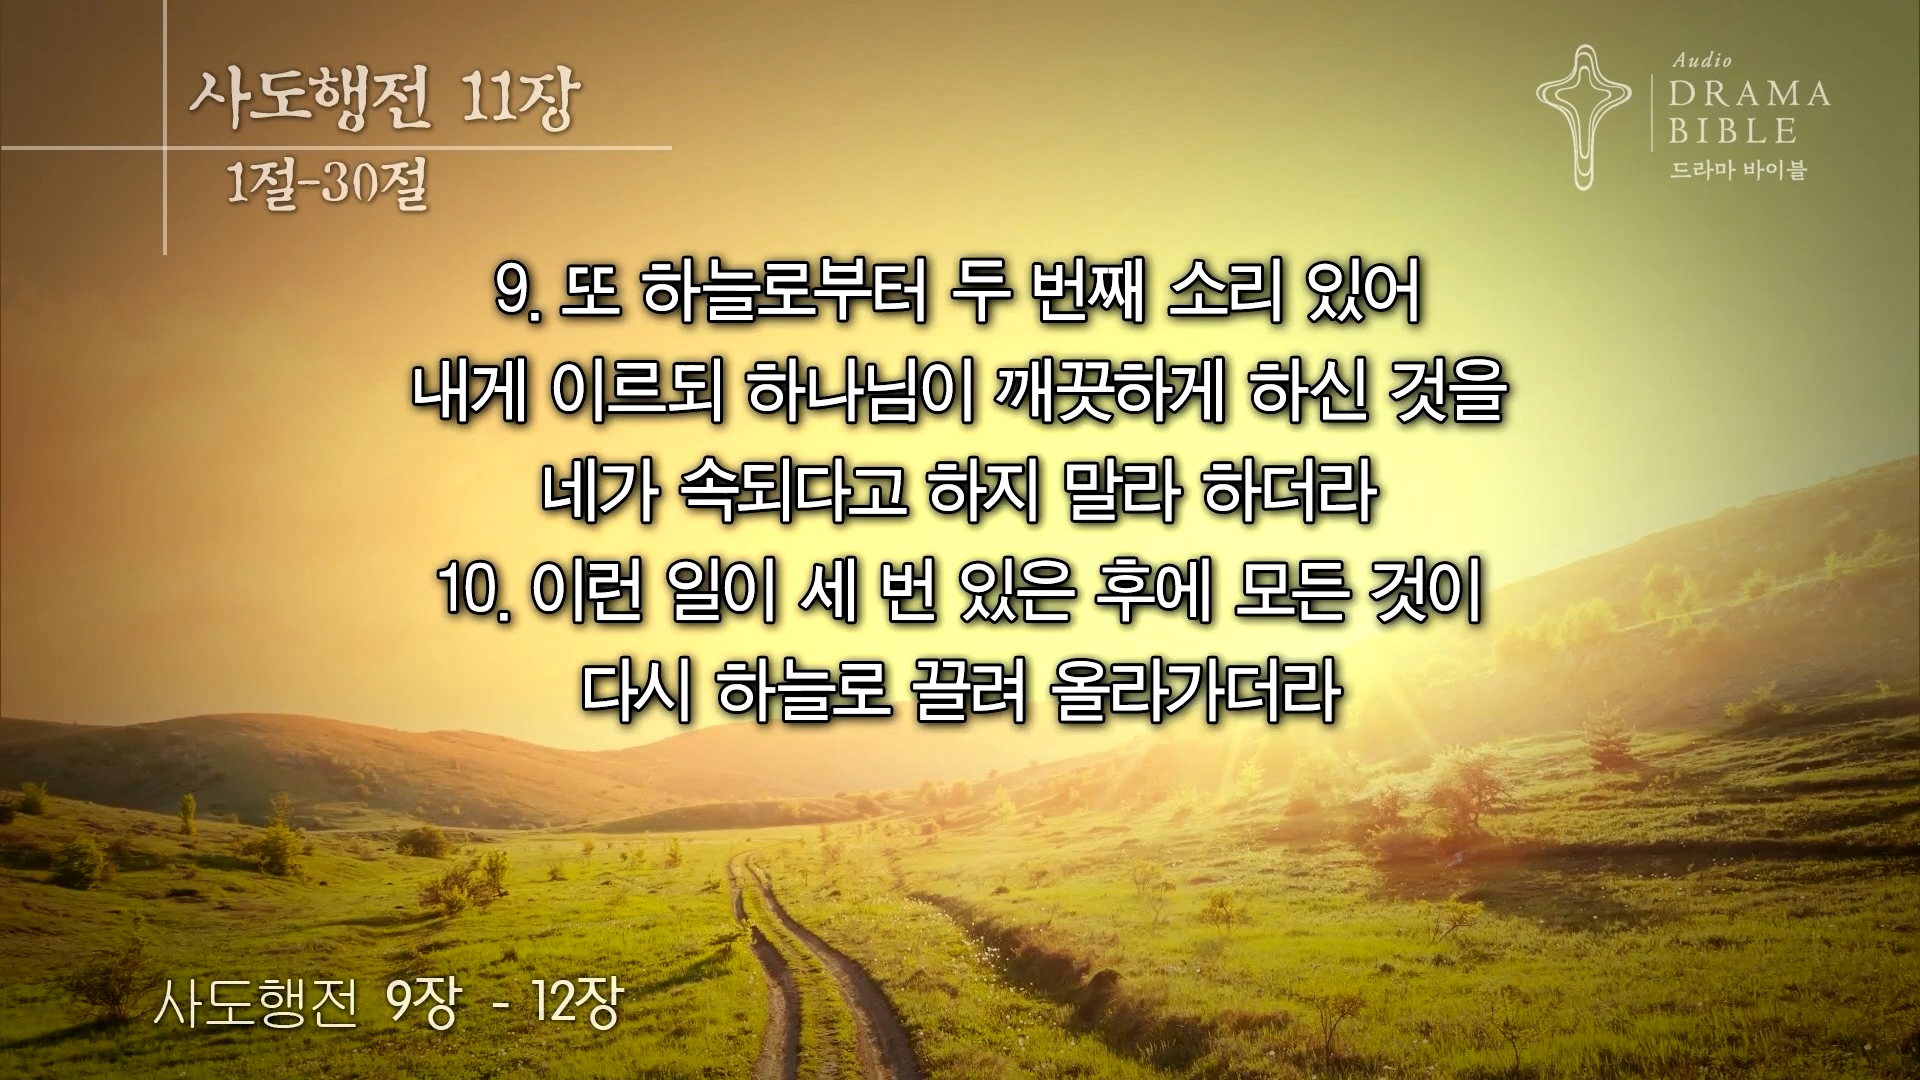 사도행전 11장
1절-30절
Audio
DRAMA
BIBLE
드라마 바이블
9. 또 하늘로부터 두 번째 소리 있어
내게 이르되 하나님이 깨끗하게 하신 것을
네가 속되다고 하지 말라 하더라
10. 이런 일이 세 번 있은 후에 모든 것이
다시 하늘로 끌려 올라가더라
사도행전 9장 - 12장